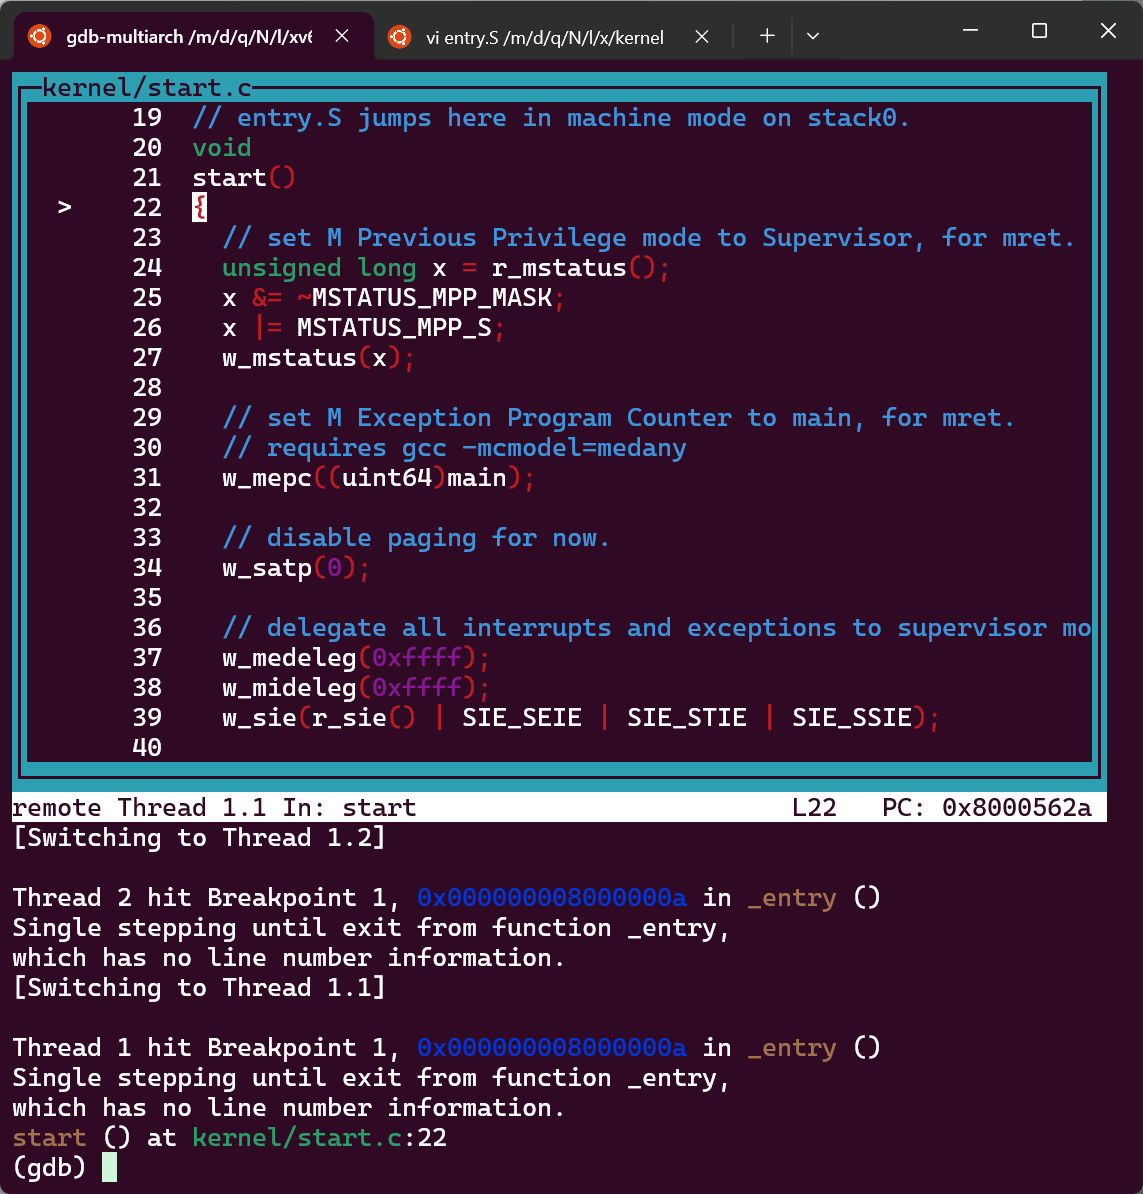 gdb-multiarch /m/d/q/N/l/xv6
vi entry.S /m/d/q/N/l/x/kernel
kernel/start.c
19 // entry.S jumps here in machine mode on stack0.
20 void
21 start()
> 22 {
23 // set M Previous Privilege mode to Supervisor, for mret.
24 unsigned long x = r_mstatus();
25 x &= ~MSTATUS_MPP_MASK;
26 x |= MSTATUS_MPP_S;
27 w_mstatus(x);
28
29 // set M Exception Program Counter to main, for mret.
30 // requires gcc -mcmodel=medany
31 w_mepc((uint64)main);
32
33 // disable paging for now.
34 w_satp(0);
35
36 // delegate all interrupts and exceptions to supervisor mo
37 w_medeleg(0xffff);
38 w_mideleg(0xffff);
39 w_sie(r_sie() | SIE_SEIE | SIE_STIE | SIE_SSIE);
40
remote Thread 1.1 In: start L22 PC: 0x8000562a
[Switching to Thread 1.2]
Thread 2 hit Breakpoint 1, 0x000000008000000a in _entry ()
Single stepping until exit from function _entry,
which has no line number information.
[Switching to Thread 1.1]
Thread 1 hit Breakpoint 1, 0x000000008000000a in _entry ()
Single stepping until exit from function _entry,
which has no line number information.
start () at kernel/start.c:22
(gdb)